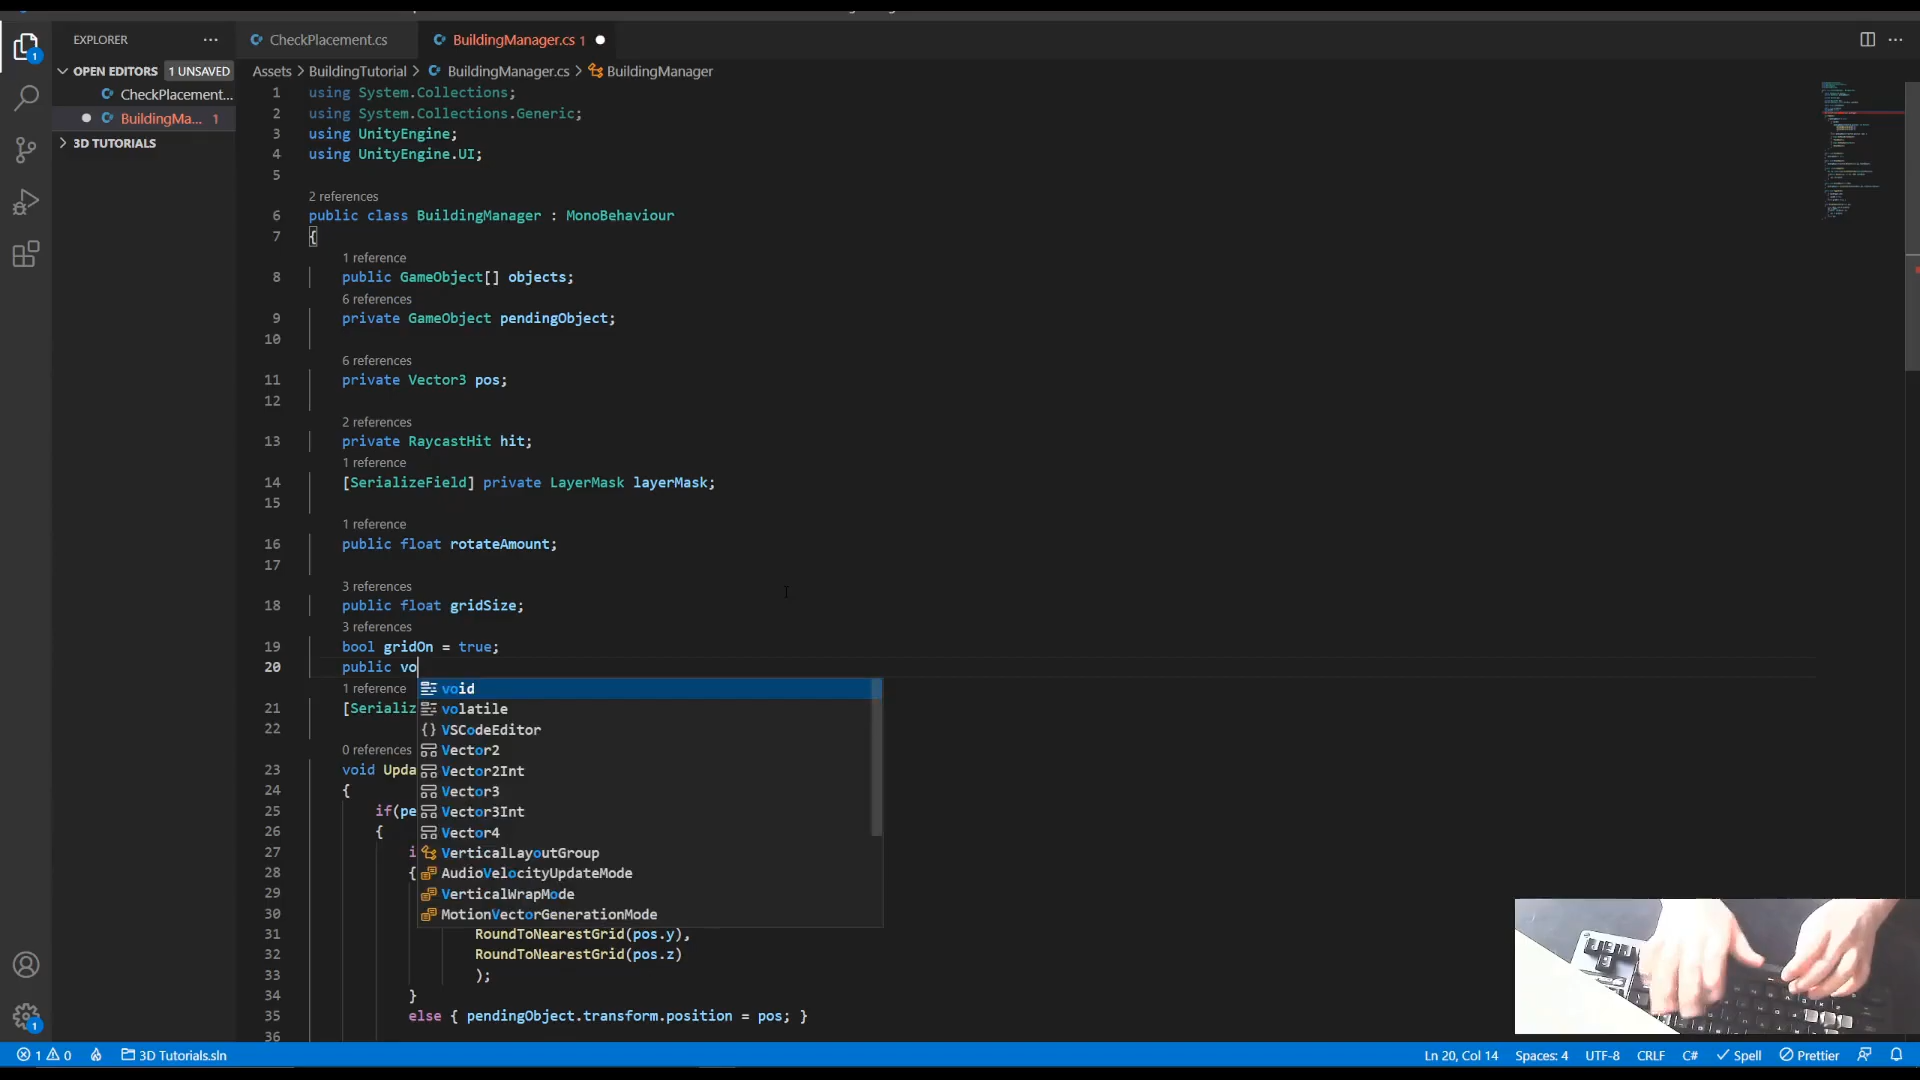 EXPLORER
OPEN EDITORS 1 UNSAVED
CheckPlacement...
BuildingMa... 1
3D TUTORIALS
CheckPlacement.cs
BuildingManager.cs 1
Assets > BuildingTutorial > BuildingManager.cs > BuildingManager
1 using System.Collections;
2 using System.Collections.Generic;
3 using UnityEngine;
4 using UnityEngine.UI;
5
2 references
6 public class BuildingManager : MonoBehaviour
7 {
1 reference
8 public GameObject[] objects;
6 references
9 private GameObject pendingObject;
10
6 references
11 private Vector3 pos;
12
2 references
13 private RaycastHit hit;
1 reference
14 [SerializeField] private LayerMask layerMask;
15
1 reference
16 public float rotateAmount;
17
3 references
18 public float gridSize;
3 references
19 bool gridOn = true;
20 public vo
1 reference
21 [Serializ
22
0 references
23 void Upda
24 {
25 if(pe
26 {
27 i
28 {
29
30
31 RoundToNearestGrid(pos.y),
32 RoundToNearestGrid(pos.z)
33 );
34 }
35 else { pendingObject.transform.position = pos; }
36
void
volatile
VSCodeEditor
Vector2
Vector2Int
Vector3
Vector3Int
Vector4
VerticalLayoutGroup
AudioVelocityUpdateMode
VerticalWrapMode
MotionVectorGenerationMode
1
1
1 0 3D Tutorials.sln
Ln 20, Col 14 Spaces: 4 UTF-8 CRLF C# Spell Prettier